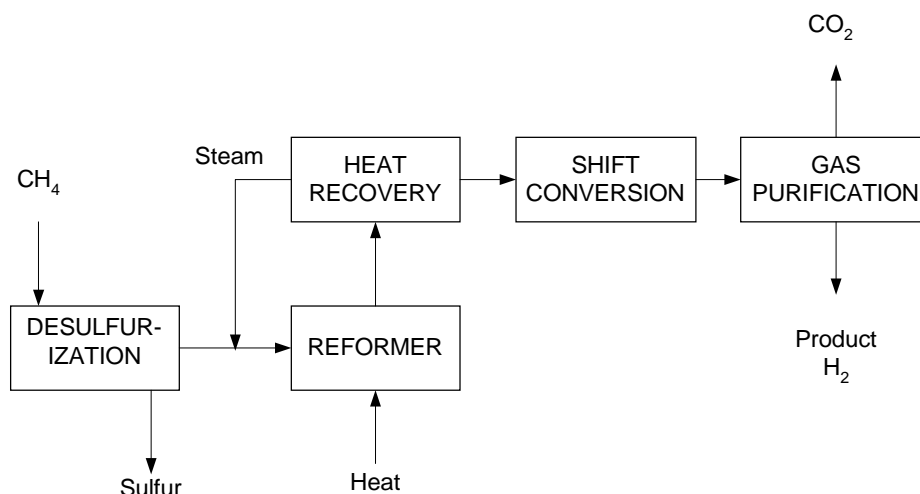 CO₂
Steam
HEAT
RECOVERY
SHIFT
CONVERSION
GAS
PURIFICATION
CH₄
DESULFUR-
IZATION
REFORMER
Product
H₂
Sulfur
Heat